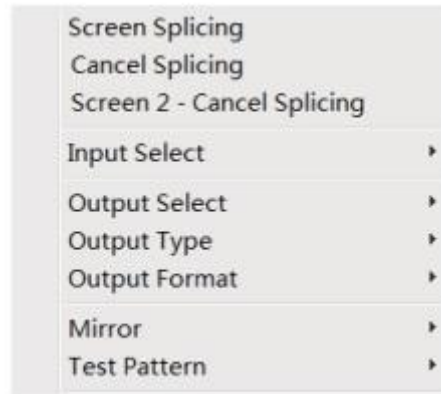 Screen Splicing
Cancel Splicing
Screen 2 - Cancel Splicing
Input Select
Output Select
Output Type
Output Format
Mirror
Test Pattern